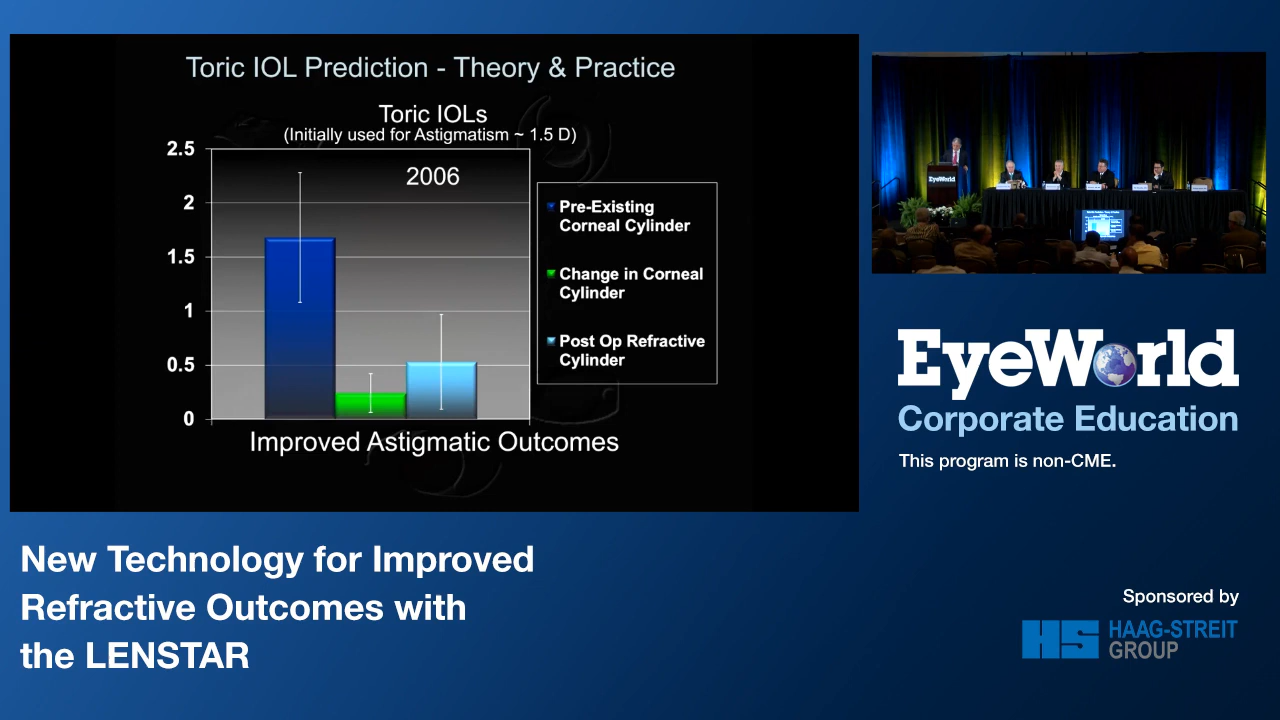 Toric IOL Prediction - Theory & Practice
Toric IOLs
(Initially used for Astigmatism ~ 1.5 D)
2006
2.5
2
1.5
1
0.5
0
Pre-Existing
Corneal Cylinder
Change in Corneal
Cylinder
Post Op Refractive
Cylinder
Improved Astigmatic Outcomes
EyeWorld
EyeWorld
Corporate Education
This program is non-CME.
New Technology for Improved
Refractive Outcomes with
the LENSTAR
Sponsored by
HS HAAG-STREIT
GROUP